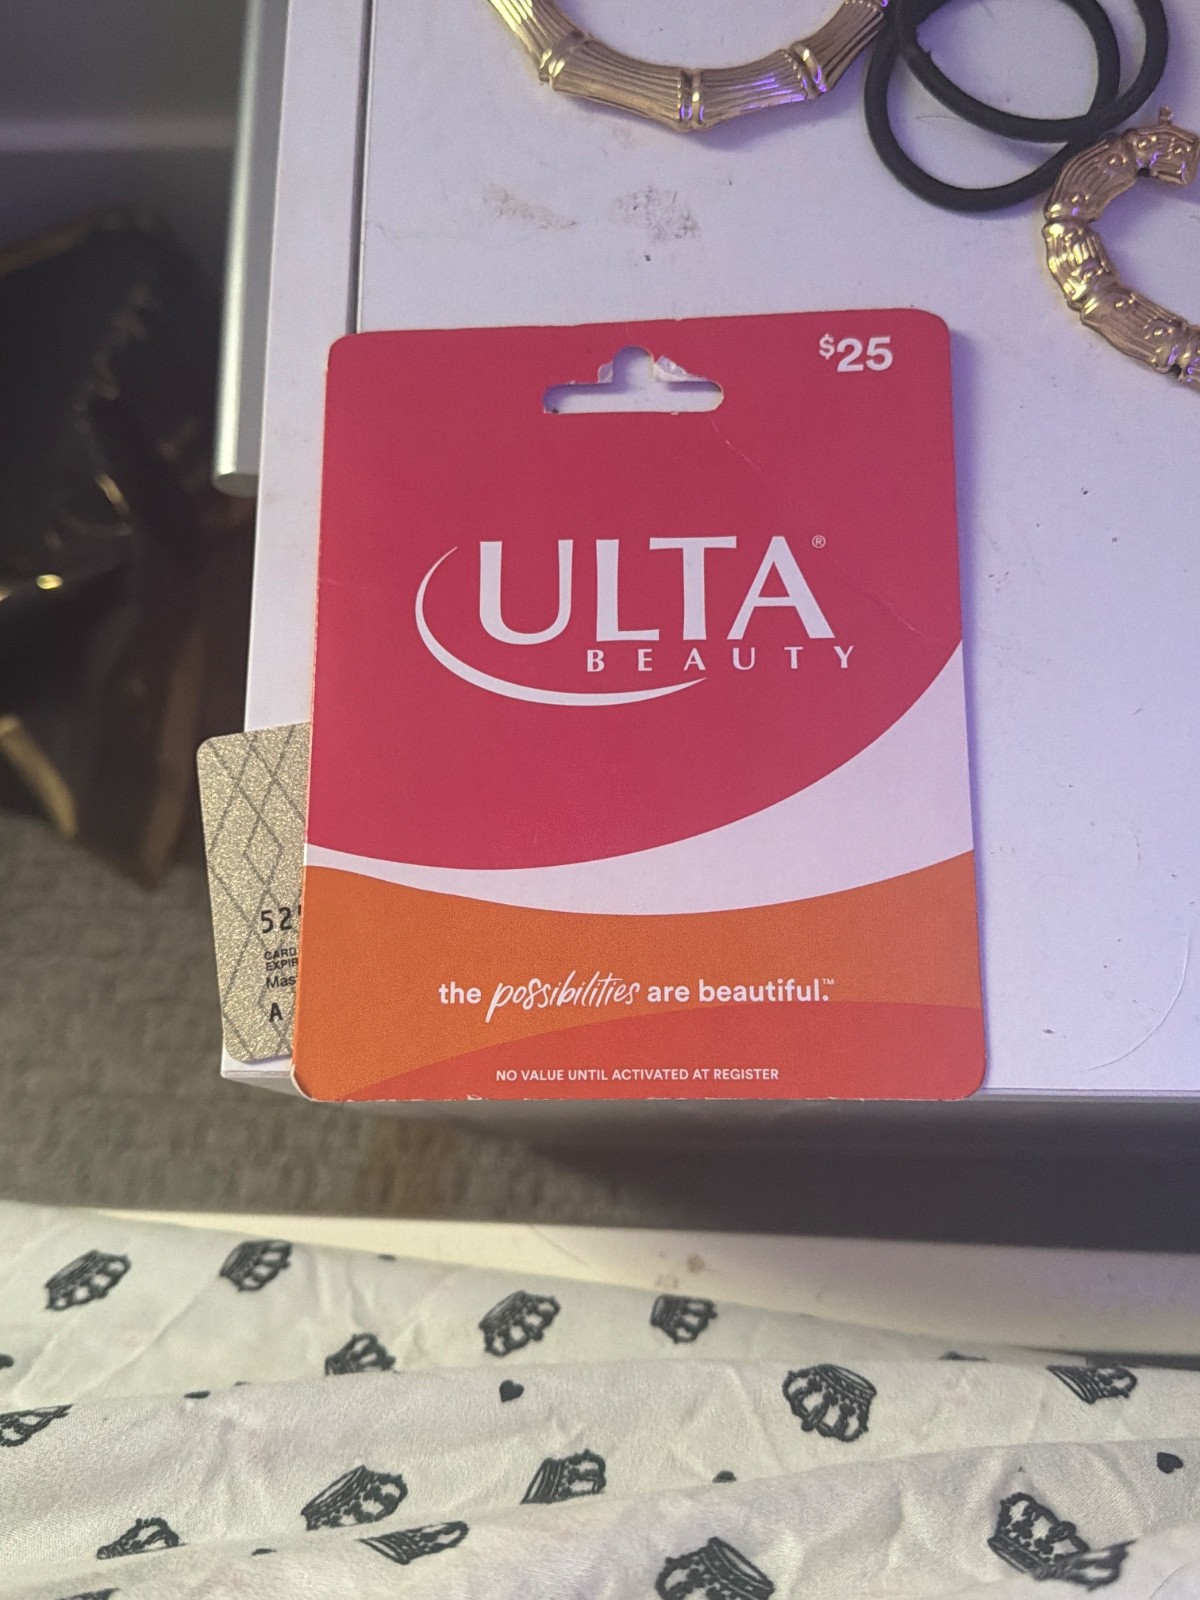 $25
ULTA®
BEAUTY
52
CARD
EXPIR
Mas
A
the possibilities are beautiful.™
NO VALUE UNTIL ACTIVATED AT REGISTER